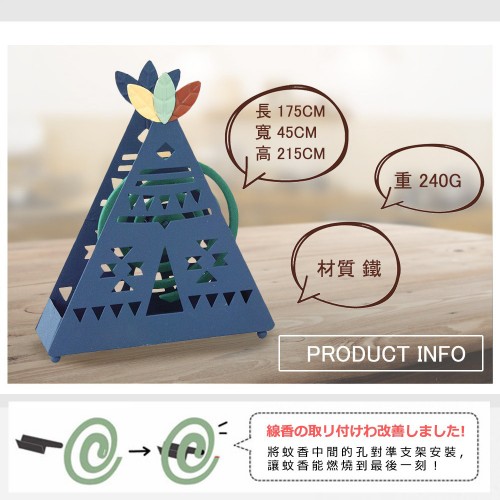 長 175CM
寬 45CM
高 215CM
重 240G
材質 鐵
PRODUCT INFO
線香の取り付けわ改善しました!
將蚊香中間的孔對準支架安裝,
讓蚊香能燃燒到最後一刻!